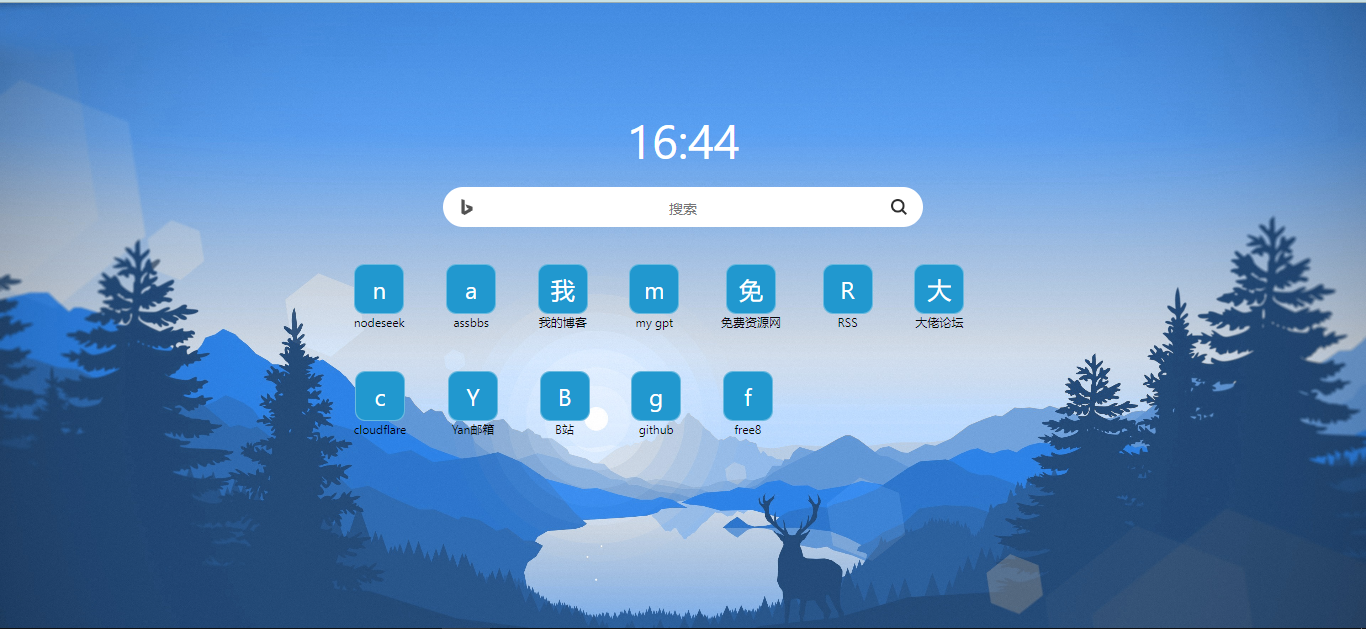 16:44
搜索
n a 我 m 免 R 大
nodeseek assbbs 我的博客 my gpt 免费资源网 RSS 大佬论坛
c Y B g f
cloudflare Yan邮箱 B站 github free8